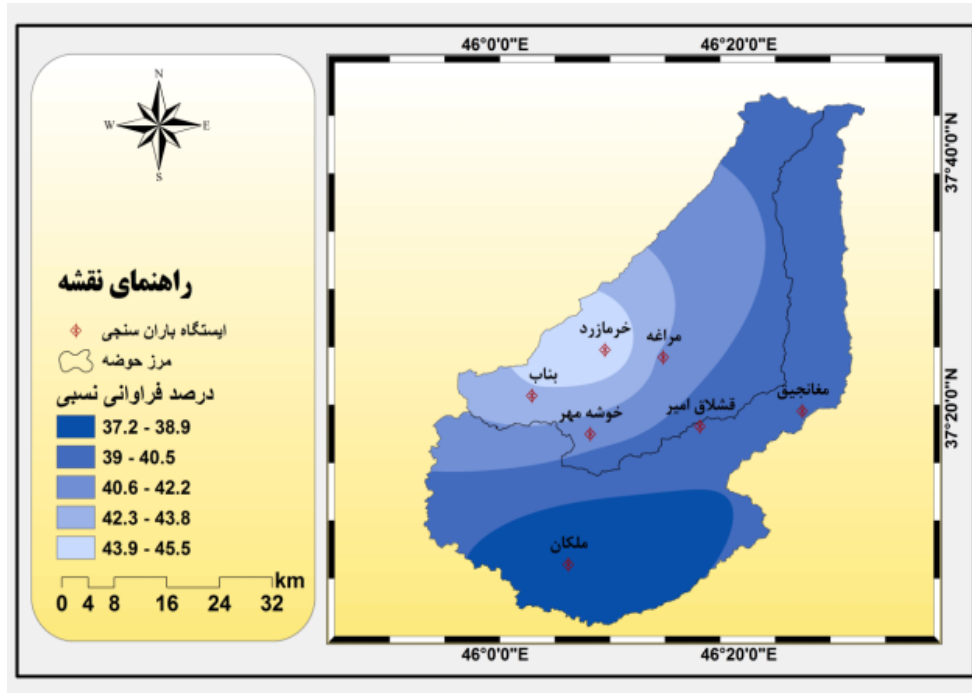 N
W E
S
راهنمای نقشه
ایستگاه باران سنجی
مرز حوضه
درصد فراوانی نسبی
37.2 - 38.9
39 - 40.5
40.6 - 42.2
42.3 - 43.8
43.9 - 45.5
km
0 4 8 16 24 32
46°0'0"E 46°20'0"E
37°40'0"N
37°20'0"N
خرمازرد
مراغه
بناب
مغانجیق
خوشه مهر
قشلاق امیر
ملکان
46°0'0"E 46°20'0"E